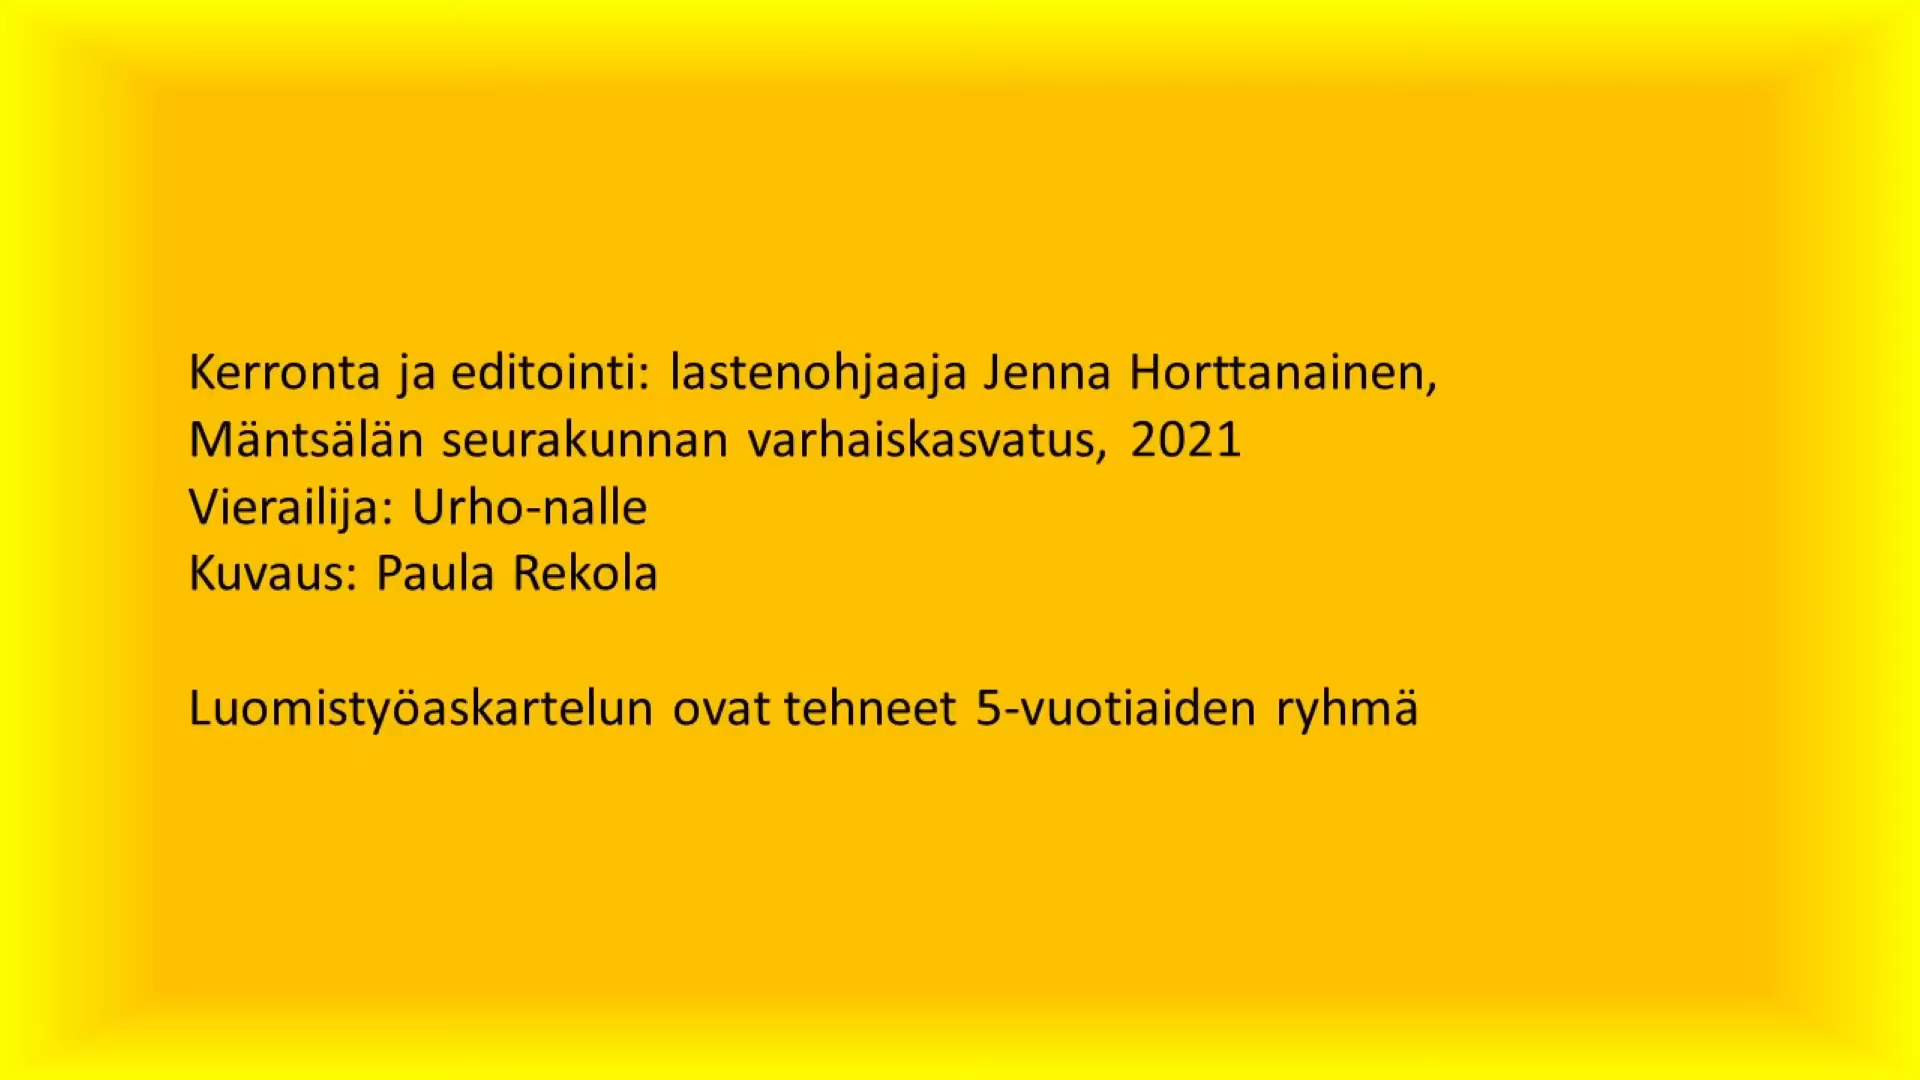 Kerronta ja editointi: lastenohjaaja Jenna Horttanainen,
Mäntsälän seurakunnan varhaiskasvatus, 2021
Vierailija: Urho-nalle
Kuvaus: Paula Rekola
Luomistyöaskartelun ovat tehneet 5-vuotiaiden ryhmä